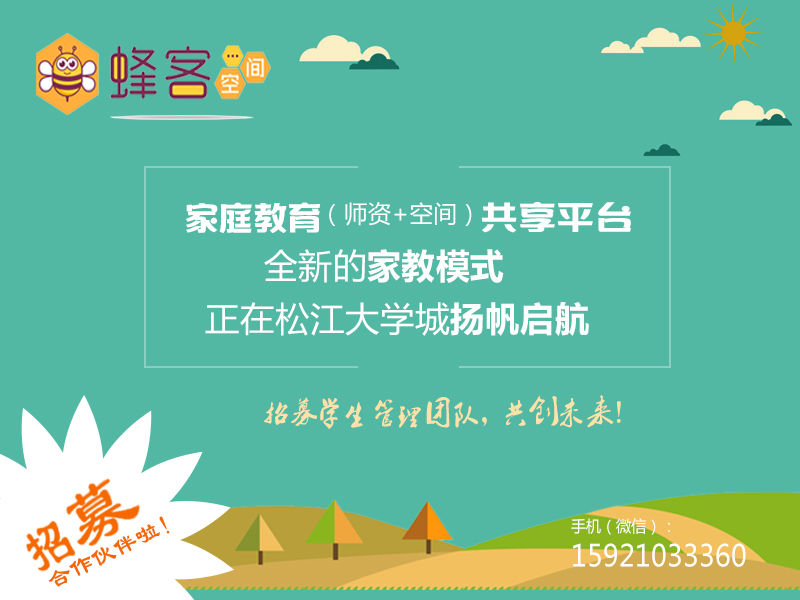 蜂客空间
家庭教育（师资+空间）共享平台
全新的家教模式
正在松江大学城扬帆启航
招募学生管理团队，共创未来！
招募
合作伙伴啦！
手机（微信）：
15921033360